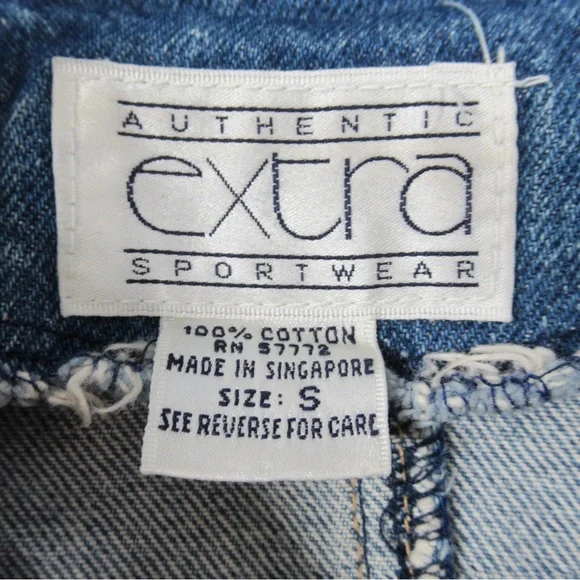 AUTHENTIC
extra
SPORTWEAR
100% COTTON
RN 57772
MADE IN SINGAPORE
SIZE: S
SEE REVERSE FOR CARE